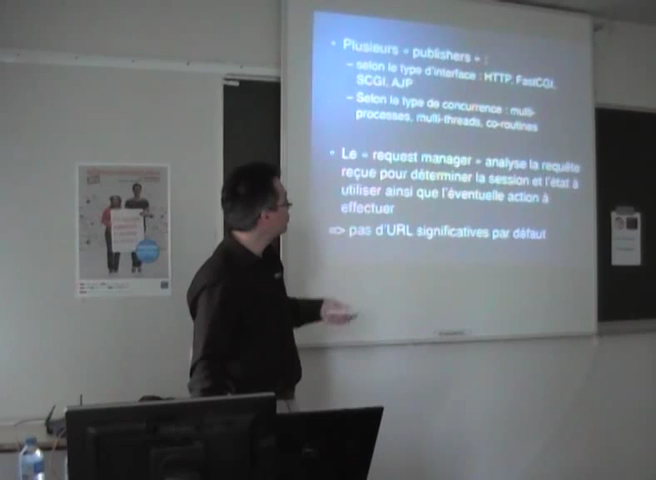 • Plusieurs « publishers » :
– selon le type d'interface : HTTP, FastCGI,
SCGI, AJP
– Selon le type de concurrence : multi-
processes, multi-threads, co-routines
• Le « request manager » analyse la requête
reçue pour déterminer la session et l'état à
utiliser ainsi que l'éventuelle action à
effectuer
=> pas d'URL significatives par défaut